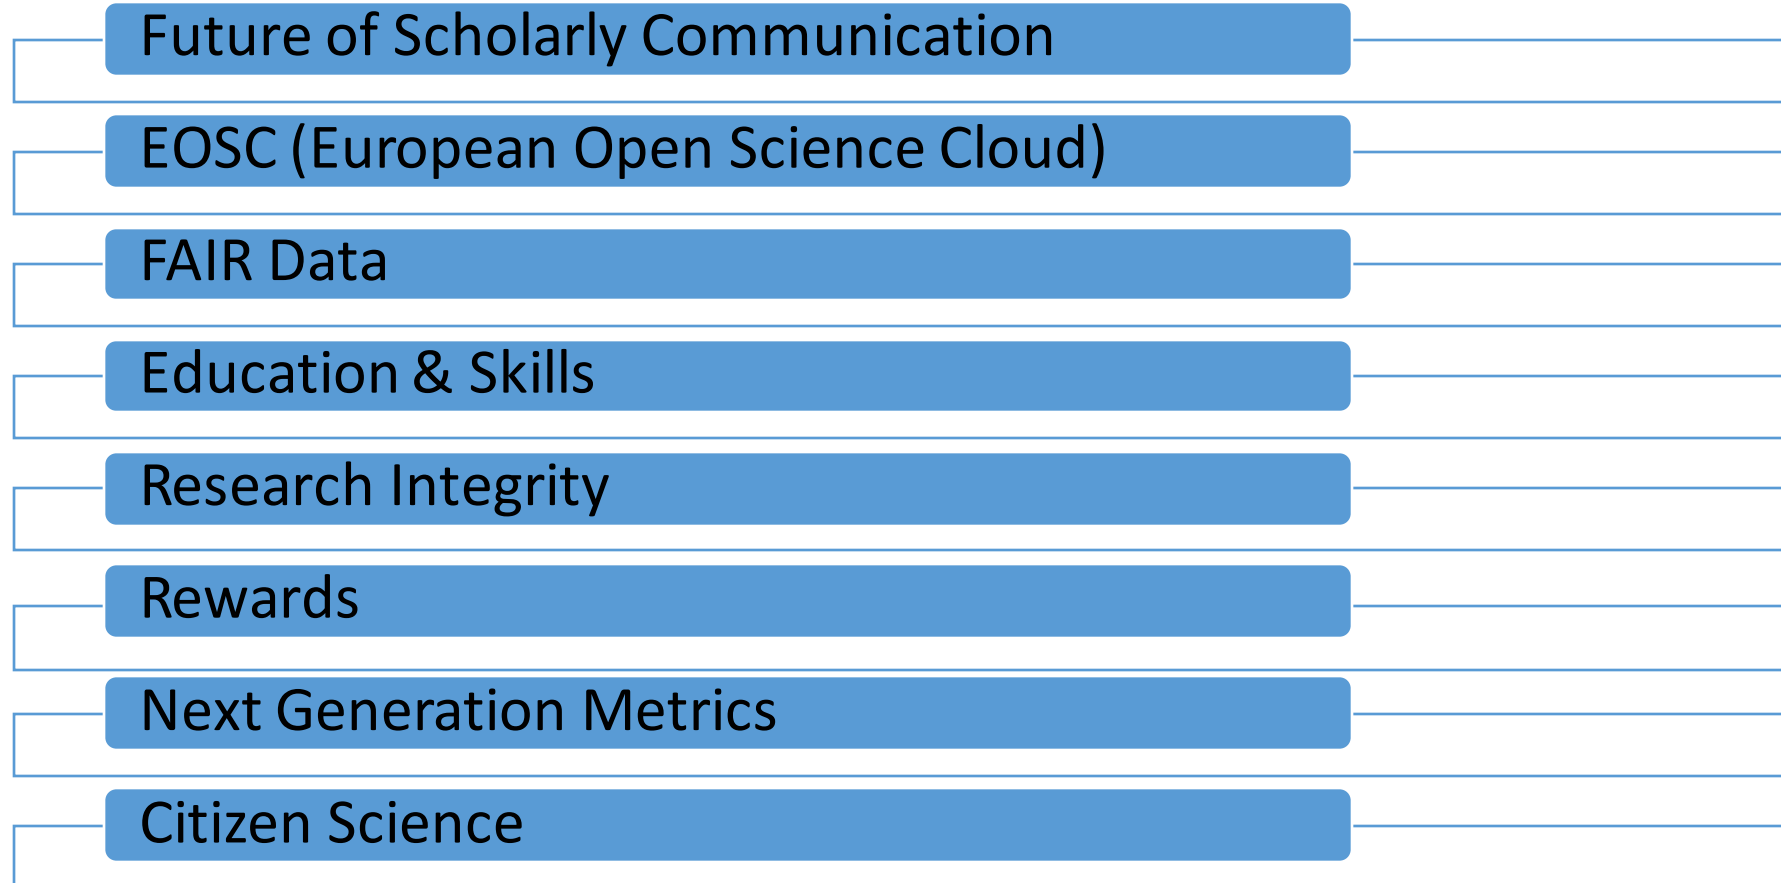 Future of Scholarly Communication
EOSC (European Open Science Cloud)
FAIR Data
Education & Skills
Research Integrity
Rewards
Next Generation Metrics
Citizen Science